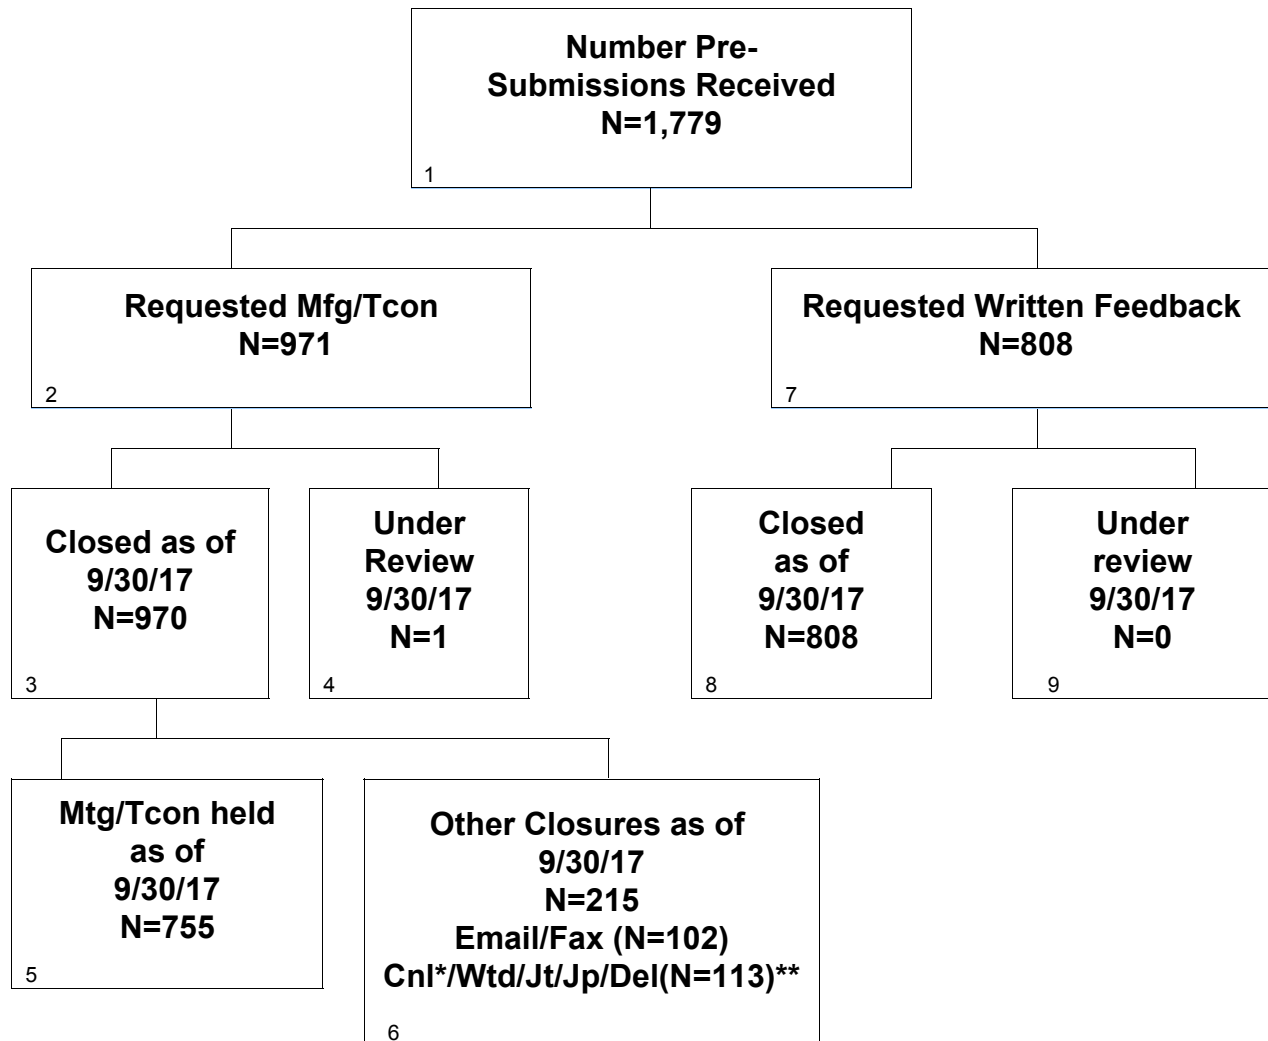 Number Pre-
Submissions Received
N=1,779
1
Requested Mfg/Tcon
N=971
2
Requested Written Feedback
N=808
7
Closed as of
9/30/17
N=970
3
Under
Review
9/30/17
N=1
4
Closed
as of
9/30/17
N=808
8
Under
review
9/30/17
N=0
9
Mtg/Tcon held
as of
9/30/17
N=755
5
Other Closures as of
9/30/17
N=215
Email/Fax (N=102)
Cnl*/Wtd/Jt/Jp/Del(N=113)**
6